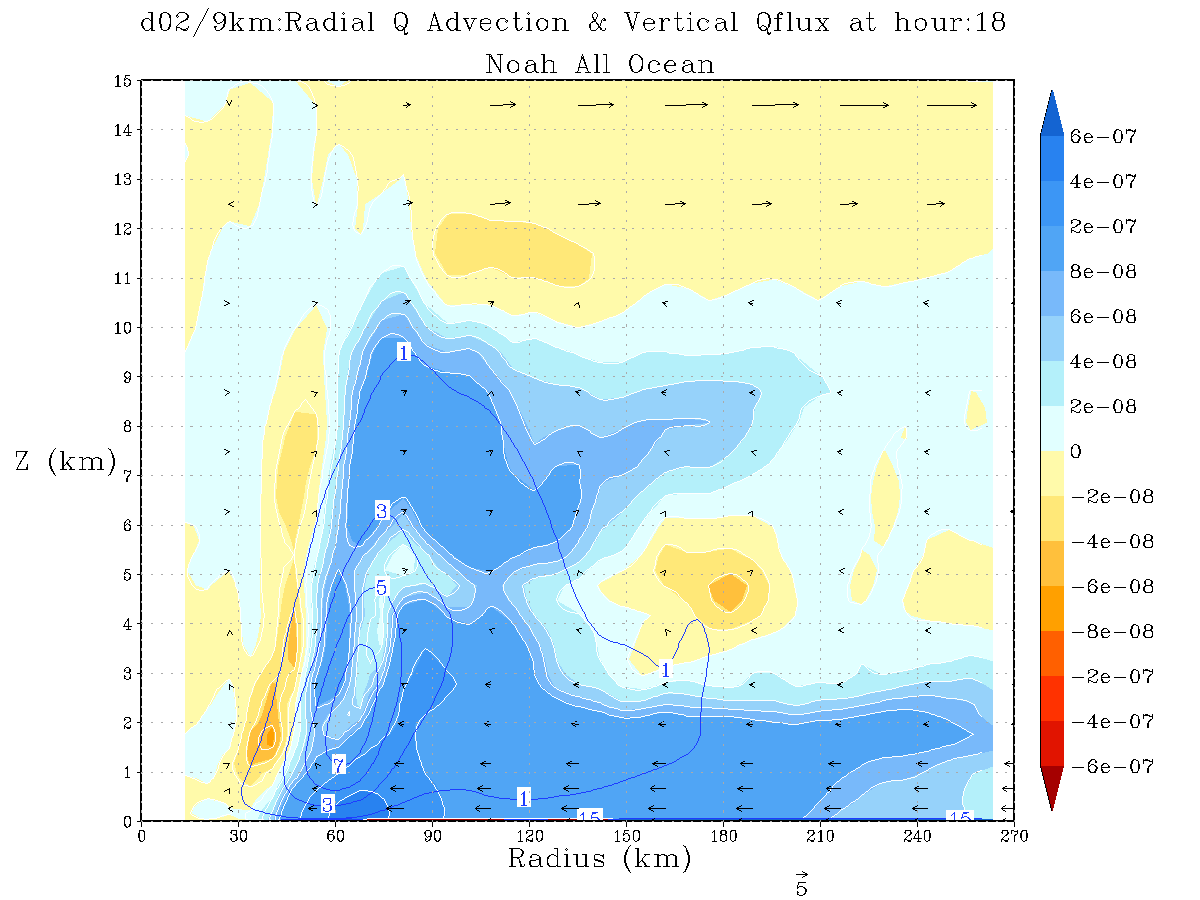 d02/9km:Radial Q Advection & Vertical Qflux at hour:18
Noah All Ocean
15
14
13
12
11
10
9
8
7
6
5
4
3
2
1
0
Z (km)
1
3
5
7
3
1
1
15
15
0 30 60 90 120 150 180 210 240 270
Radius (km)
5
6e-07
4e-07
2e-07
8e-08
6e-08
4e-08
2e-08
0
-2e-08
-4e-08
-6e-08
-8e-08
-2e-07
-4e-07
-6e-07